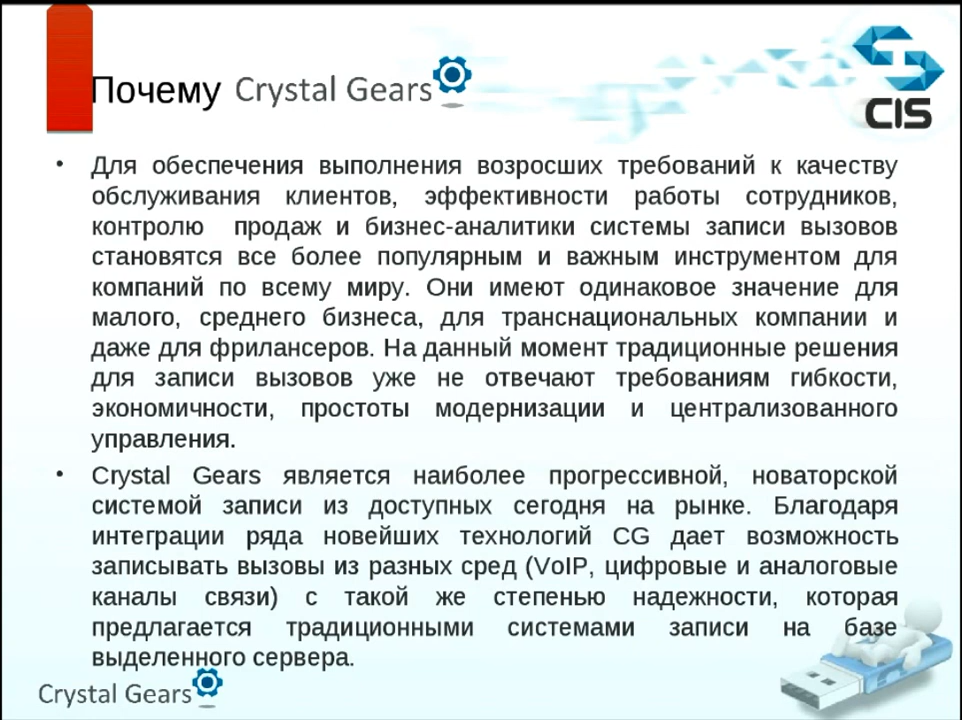 Почему Crystal Gears
CIS
• Для обеспечения выполнения возросших требований к качеству
обслуживания клиентов, эффективности работы сотрудников,
контролю продаж и бизнес-аналитики системы записи вызовов
становятся все более популярным и важным инструментом для
компаний по всему миру. Они имеют одинаковое значение для
малого, среднего бизнеса, для транснациональных компании и
даже для фрилансеров. На данный момент традиционные решения
для записи вызовов уже не отвечают требованиям гибкости,
экономичности, простоты модернизации и централизованного
управления.
• Crystal Gears является наиболее прогрессивной, новаторской
системой записи из доступных сегодня на рынке. Благодаря
интеграции ряда новейших технологий CG дает возможность
записывать вызовы из разных сред (VoIP, цифровые и аналоговые
каналы связи) с такой же степенью надежности, которая
предлагается традиционными системами записи на базе
выделенного сервера.
Crystal Gears